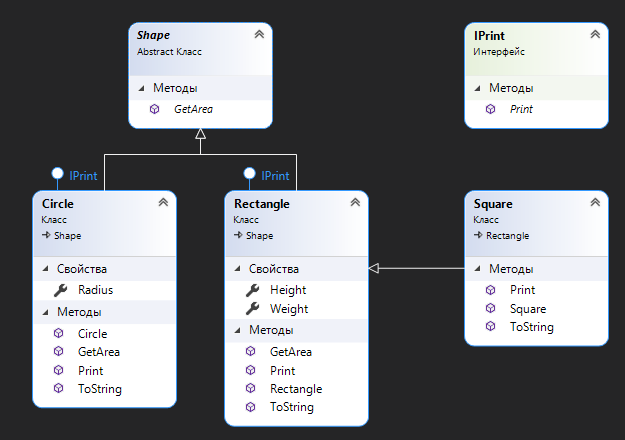 Shape
Abstract Класс
Методы
GetArea
IPrint
Интерфейс
Методы
Print
IPrint
Circle
Класс
Shape
Свойства
Radius
Методы
Circle
GetArea
Print
ToString
IPrint
Rectangle
Класс
Shape
Свойства
Height
Weight
Методы
GetArea
Print
Rectangle
ToString
Square
Класс
Rectangle
Методы
Print
Square
ToString